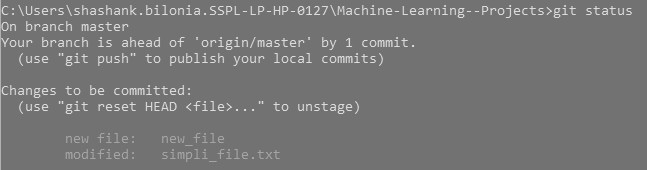 C:\Users\shashank.bilonia.SSPL-LP-HP-0127\Machine-Learning--Projects>git status
On branch master
Your branch is ahead of 'origin/master' by 1 commit.
  (use "git push" to publish your local commits)

Changes to be committed:
  (use "git reset HEAD <file>..." to unstage)

        new file:   new_file
        modified:   simpli_file.txt